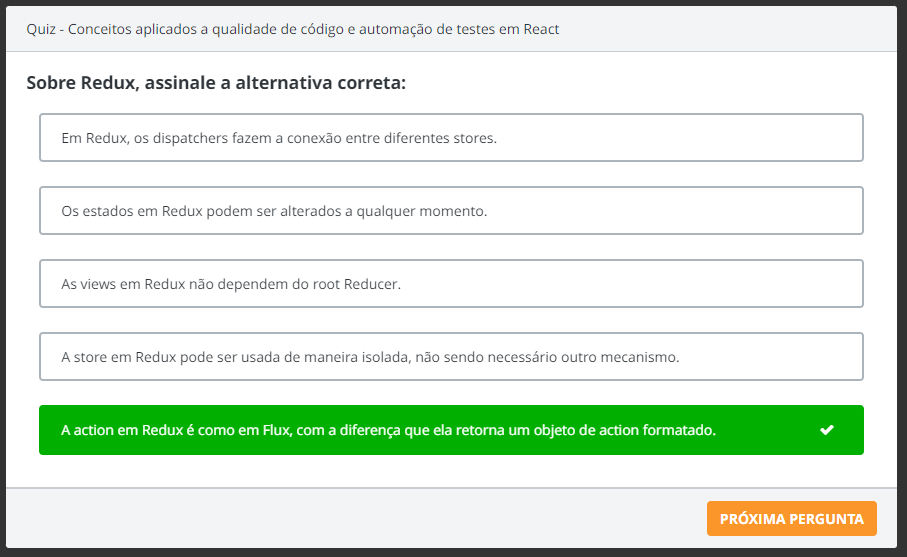 Quiz - Conceitos aplicados a qualidade de código e automação de testes em React
Sobre Redux, assinale a alternativa correta:
Em Redux, os dispatchers fazem a conexão entre diferentes stores.
Os estados em Redux podem ser alterados a qualquer momento.
As views em Redux não dependem do root Reducer.
A store em Redux pode ser usada de maneira isolada, não sendo necessário outro mecanismo.
A action em Redux é como em Flux, com a diferença que ela retorna um objeto de action formatado.
PRÓXIMA PERGUNTA